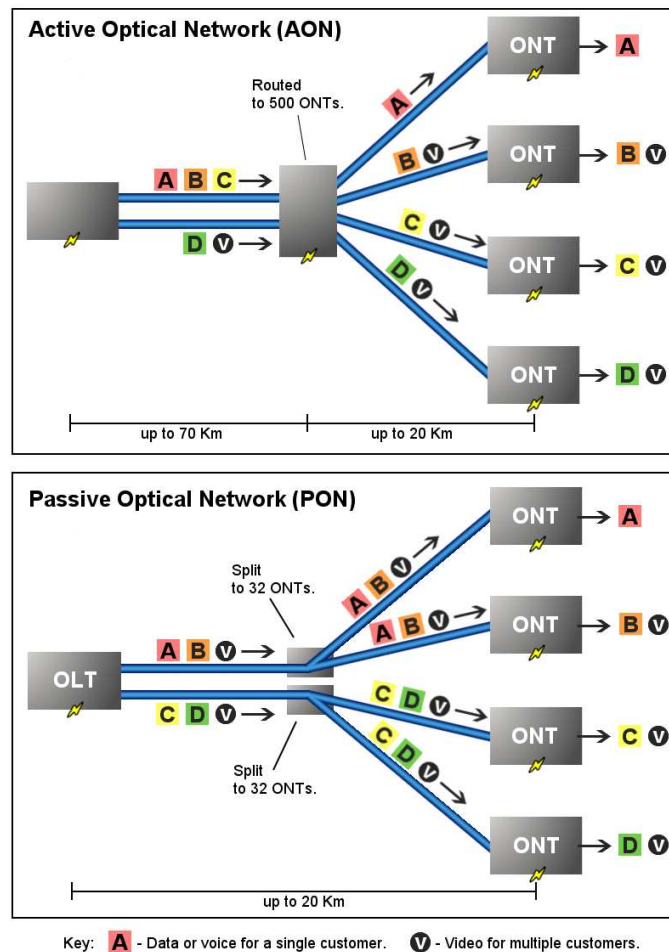 Active Optical Network (AON)
Routed
to 500 ONTs.
A B C
D V
A
B V
C V
D V
ONT
A
ONT
B V
ONT
C V
ONT
D V
up to 70 Km
up to 20 Km
Passive Optical Network (PON)
Split
to 32 ONTs.
OLT
A B V
C D V
A B V
A B V
C D V
C D V
Split
to 32 ONTs.
ONT
A
ONT
B V
ONT
C V
ONT
D V
up to 20 Km
Key: A - Data or voice for a single customer. V - Video for multiple customers.